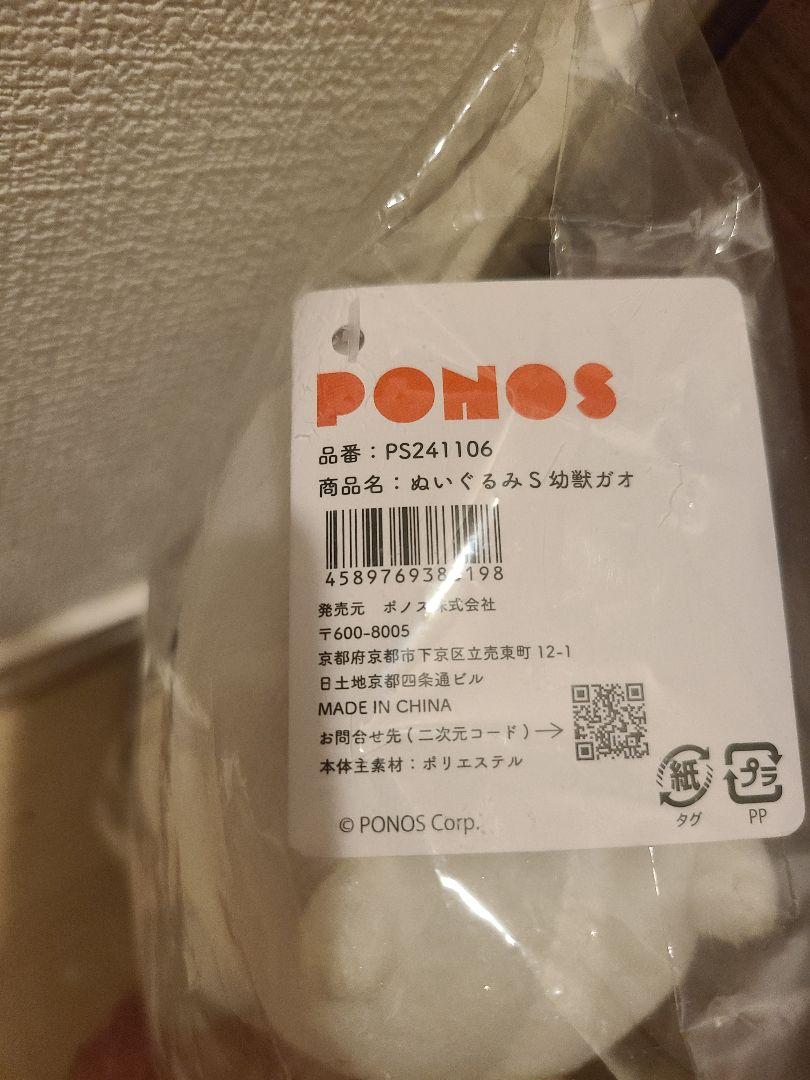 PONOS
品番：PS241106
商品名：ぬいぐるみS幼獣ガオ
発売元 ポノス株式会社
〒600-8005
京都府京都市下京区立売東町 12-1
日土地京都四条通ビル
MADE IN CHINA
お問合せ先(二次元コード)→
本体主素材：ポリエステル
紙
タグ
プラ
PP
© PONOS Corp.